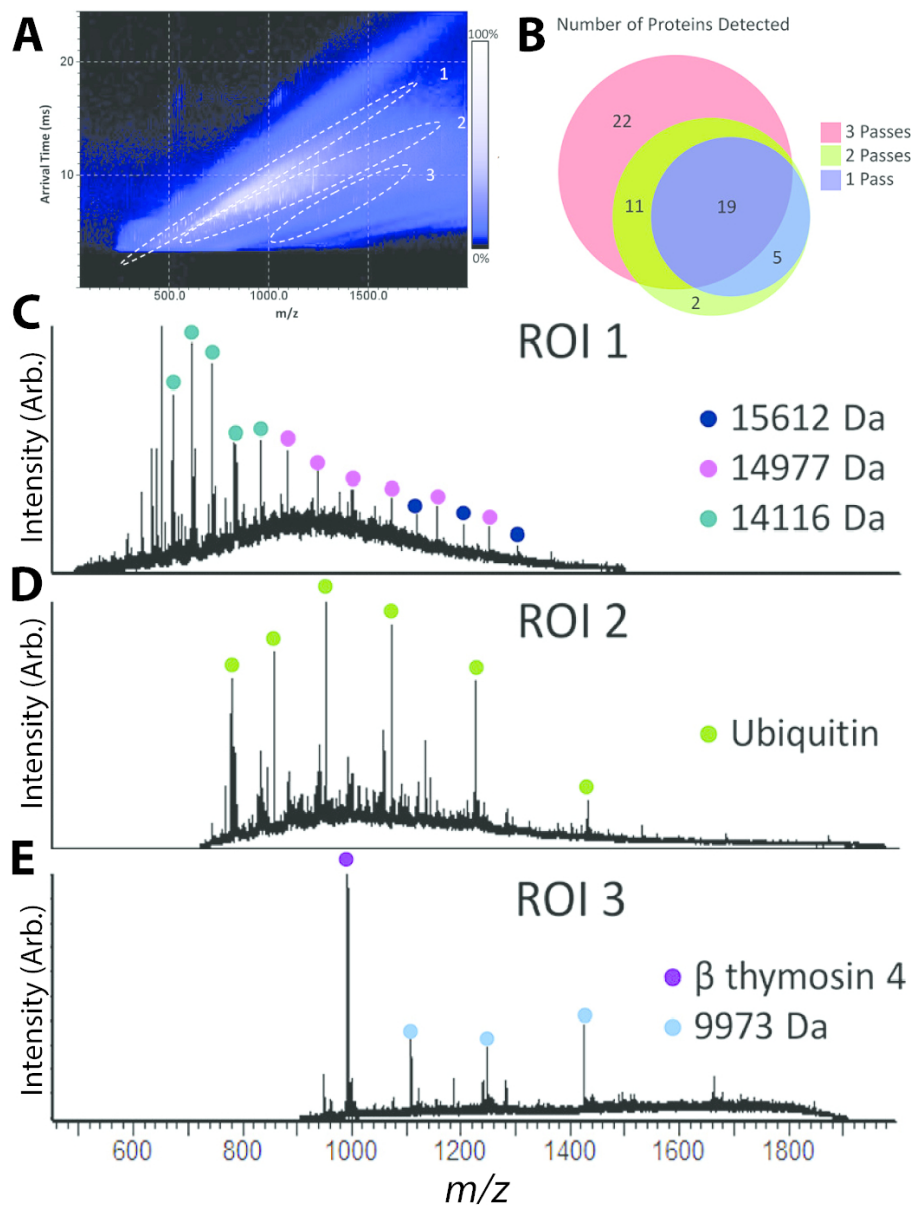 A
B
Number of Proteins Detected
Arrival Time (ms)
20
10
500.0
1000.0
1500.0
m/z
1
2
3
100%
0%
22
11
19
5
2
3 Passes
2 Passes
1 Pass
C
ROI 1
Intensity (Arb.)
15612 Da
14977 Da
14116 Da
D
ROI 2
Intensity (Arb.)
Ubiquitin
E
ROI 3
Intensity (Arb.)
β thymosin 4
9973 Da
600
800
1000
1200
1400
1600
1800
m/z